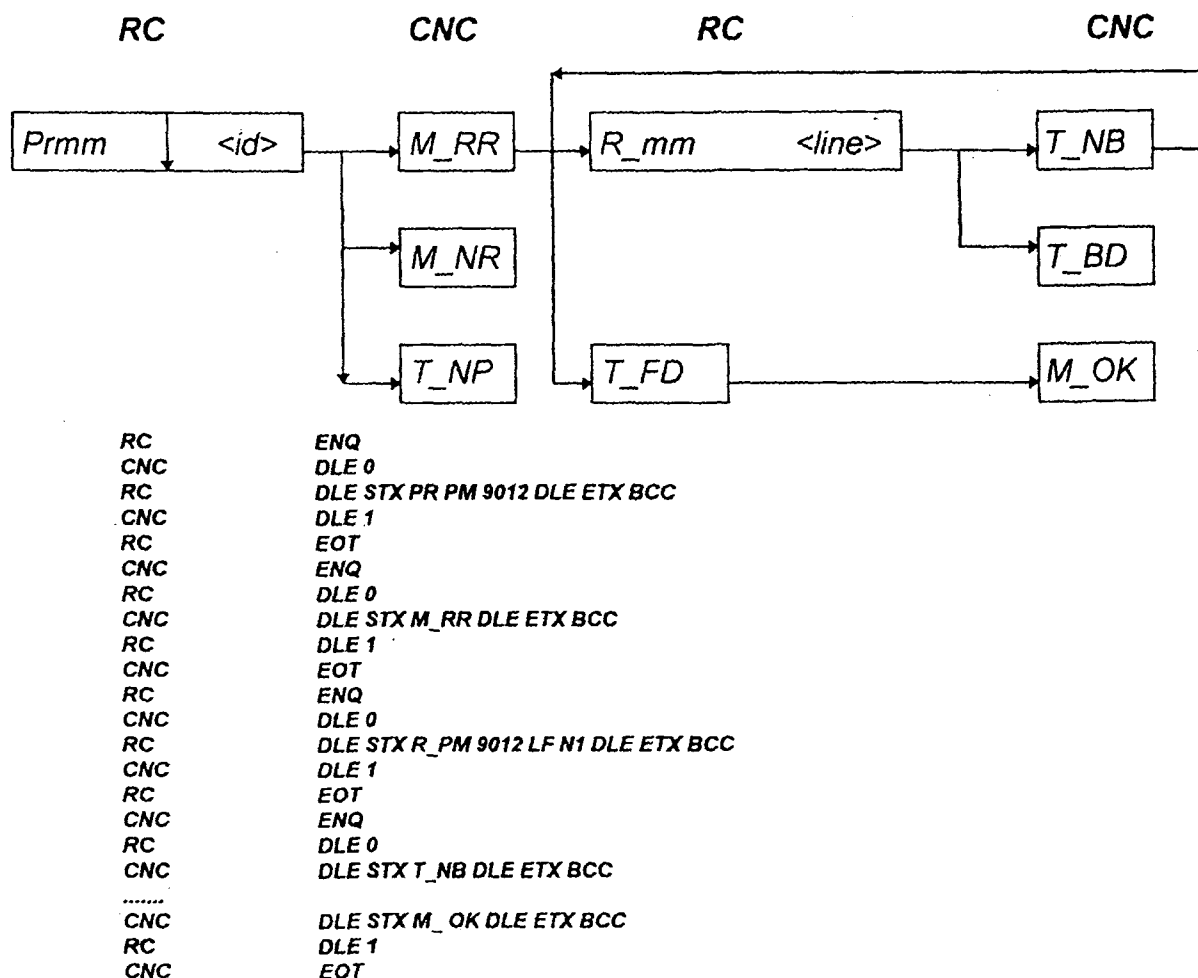 RC CNC RC CNC
Prmm <id> M_RR R_mm <line> T_NB
M_NR T_BD
T_NP T_FD M_OK
RC ENQ
CNC DLE 0
RC DLE STX PR PM 9012 DLE ETX BCC
CNC DLE 1
RC EOT
CNC ENQ
RC DLE 0
CNC DLE STX M_RR DLE ETX BCC
RC DLE 1
CNC EOT
RC ENQ
CNC DLE 0
RC DLE STX R_PM 9012 LF N1 DLE ETX BCC
CNC DLE 1
RC EOT
CNC ENQ
RC DLE 0
CNC DLE STX T_NB DLE ETX BCC
.......
CNC DLE STX M_ OK DLE ETX BCC
RC DLE 1
CNC EOT